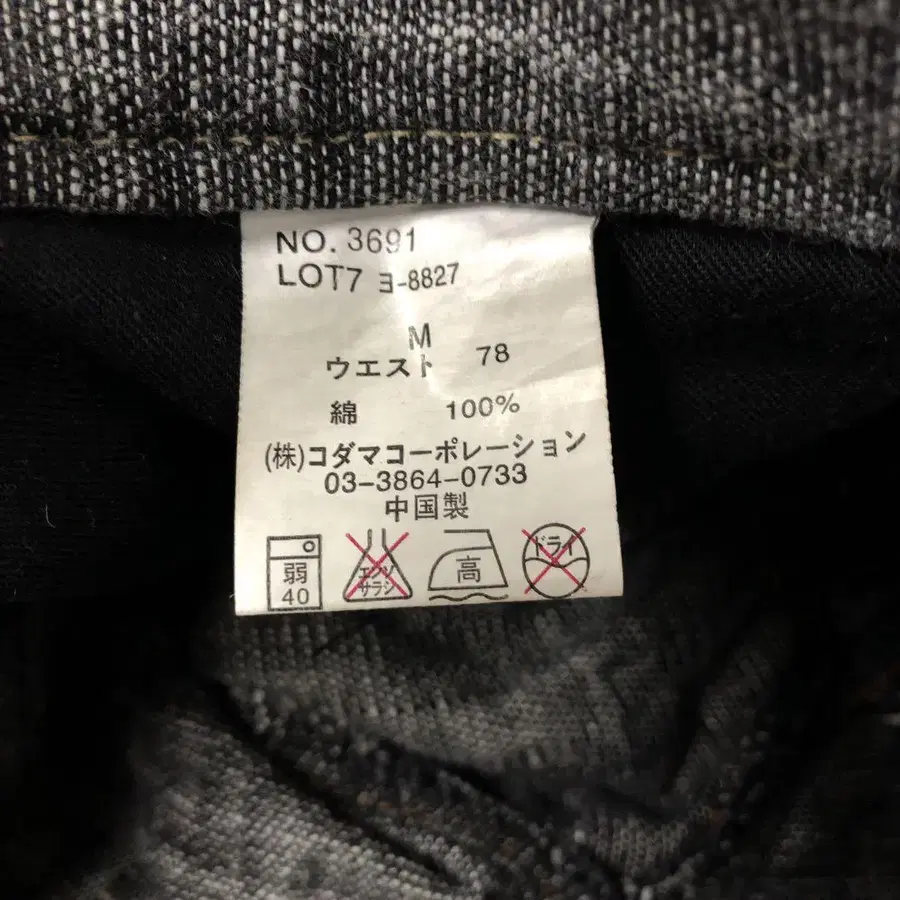 NO. 3691
LOT7 ヨ-8827
M
ウエスト 78
綿 100%
(株)コダマコーポレーション
03-3864-0733
中国製
弱
40
エンソ
サラシ
高
ドライ